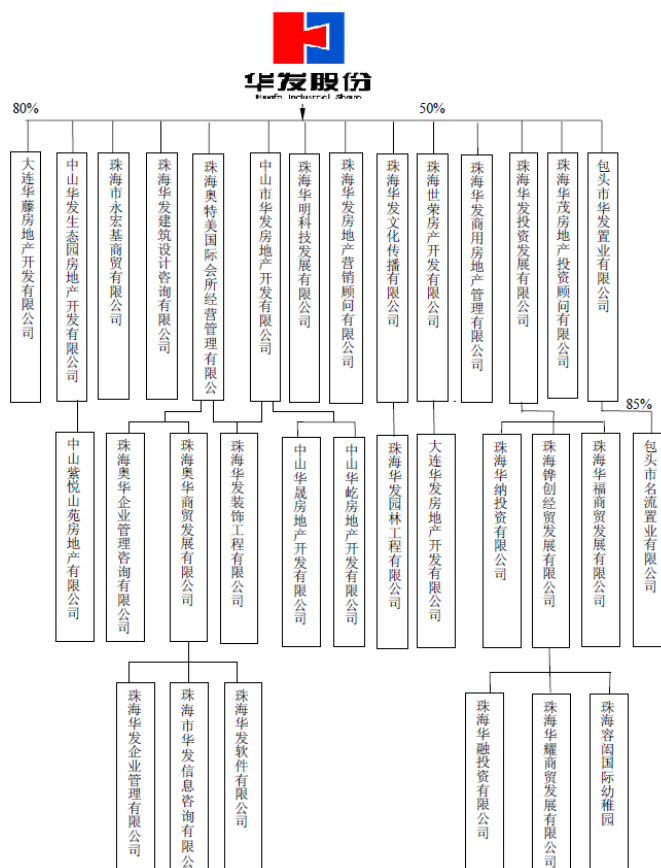 华发股份
Huafa Industrial Share
80%
50%
大连华藤房地产开发有限公司
中山华发生态园房地产开发有限公司
珠海市永宏基商贸有限公司
珠海华发建筑设计咨询有限公司
珠海奥特美国际会所经营管理有限公
中山市华发房地产开发有限公司
珠海华明科技发展有限公司
珠海华发房地产营销顾问有限公司
珠海华发文化传播有限公司
珠海世荣房产开发有限公司
珠海华发商用房地产管理有限公司
珠海华发投资发展有限公司
珠海华茂房地产投资顾问有限公司
包头市华发置业有限公司
85%
中山紫悦山苑房地产有限公司
珠海奥华企业管理咨询有限公司
珠海奥华商贸发展有限公司
珠海华发装饰工程有限公司
中山华晟房地产开发有限公司
中山华屹房地产开发有限公司
珠海华发园林工程有限公司
大连华发房地产开发有限公司
珠海华纳投资有限公司
珠海铧创经贸发展有限公司
珠海华福商贸发展有限公司
包头市名流置业有限公司
珠海华发企业管理有限公司
珠海市华发信息咨询有限公
珠海华发软件有限公司
珠海华融投资有限公司
珠海华耀商贸发展有限公司
珠海容闳国际幼稚园